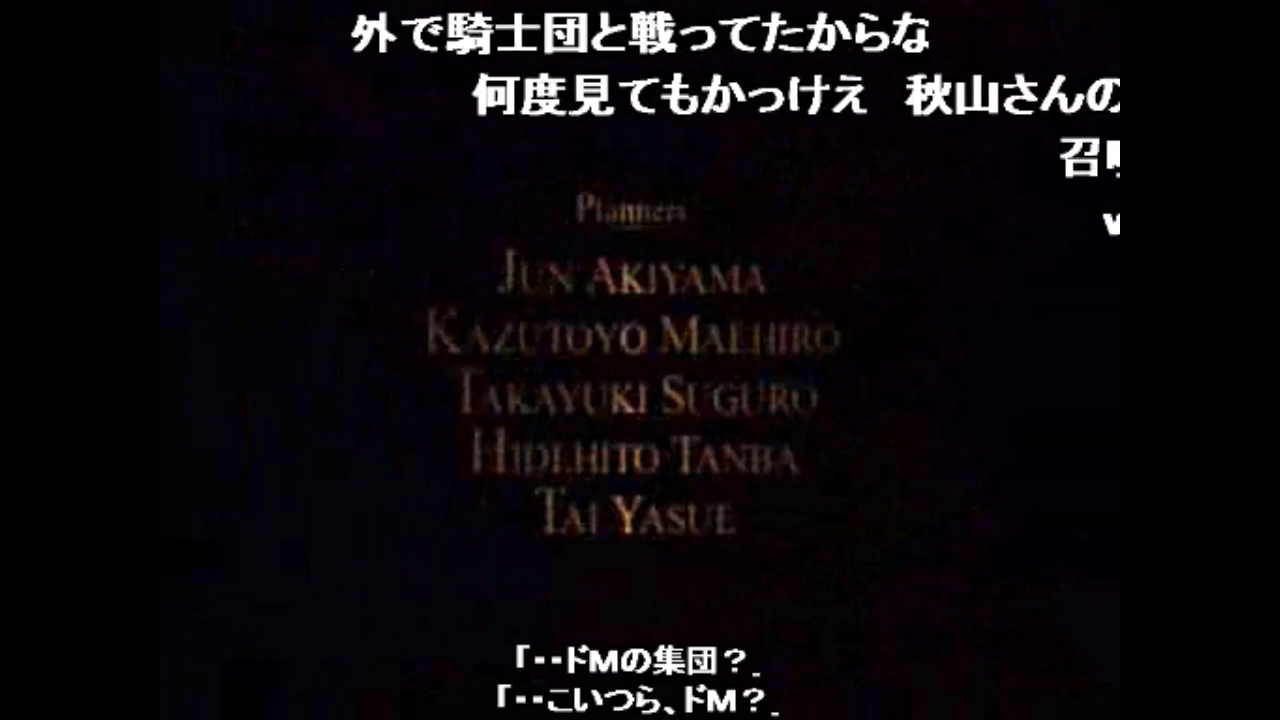 外で騎士団と戦ってたからな
何度見てもかっけえ 秋山さんの
召
Planners
JUN AKIYAMA
KAZUTOYO MAEHIRO
TAKAYUKI SUGURO
HIDEHITO TANBA
TAI YASUE
「‥ドMの集団？
「‥こいつら、ドM？